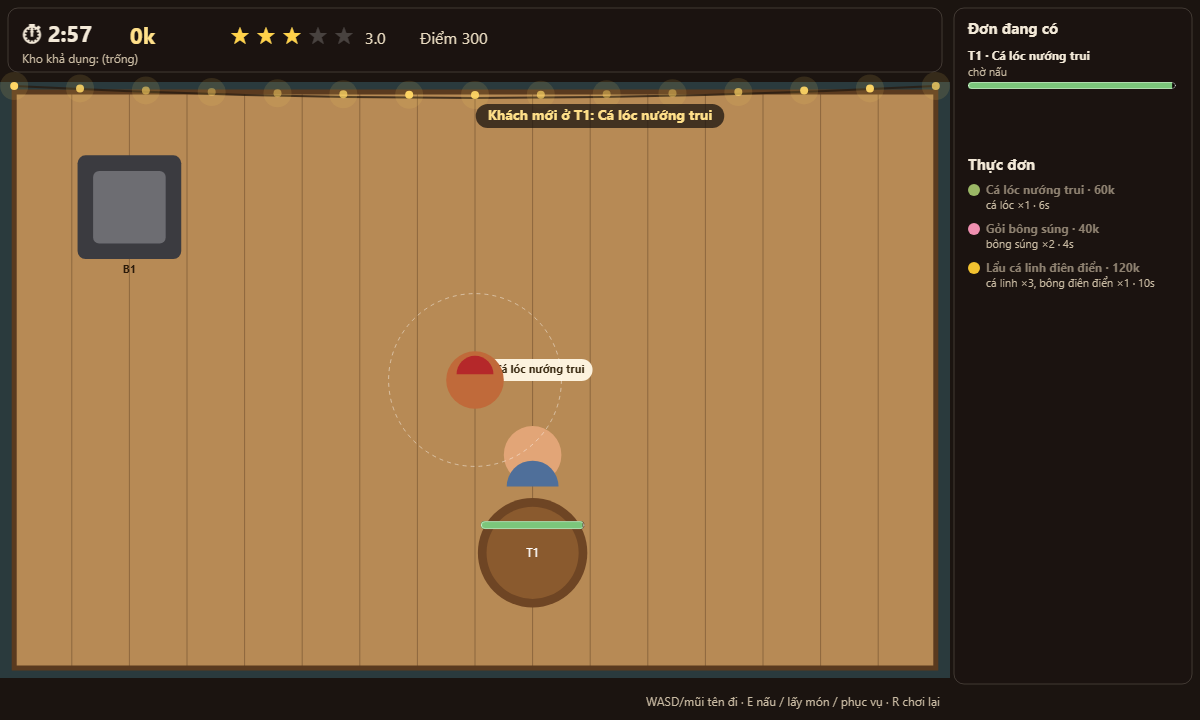 2:57
0k
3.0
Điểm 300
Kho khả dụng: (trống)
Khách mới ở T1: Cá lóc nướng trui
B1
á lóc nướng trui
T1
Đơn đang có
T1 · Cá lóc nướng trui
chờ nấu
Thực đơn
Cá lóc nướng trui · 60k
cá lóc ×1 · 6s
Gỏi bông súng · 40k
bông súng ×2 · 4s
Lẩu cá linh điên điển · 120k
cá linh ×3, bông điên điển ×1 · 10s
WASD/mũi tên đi · E nấu / lấy món / phục vụ · R chơi lại